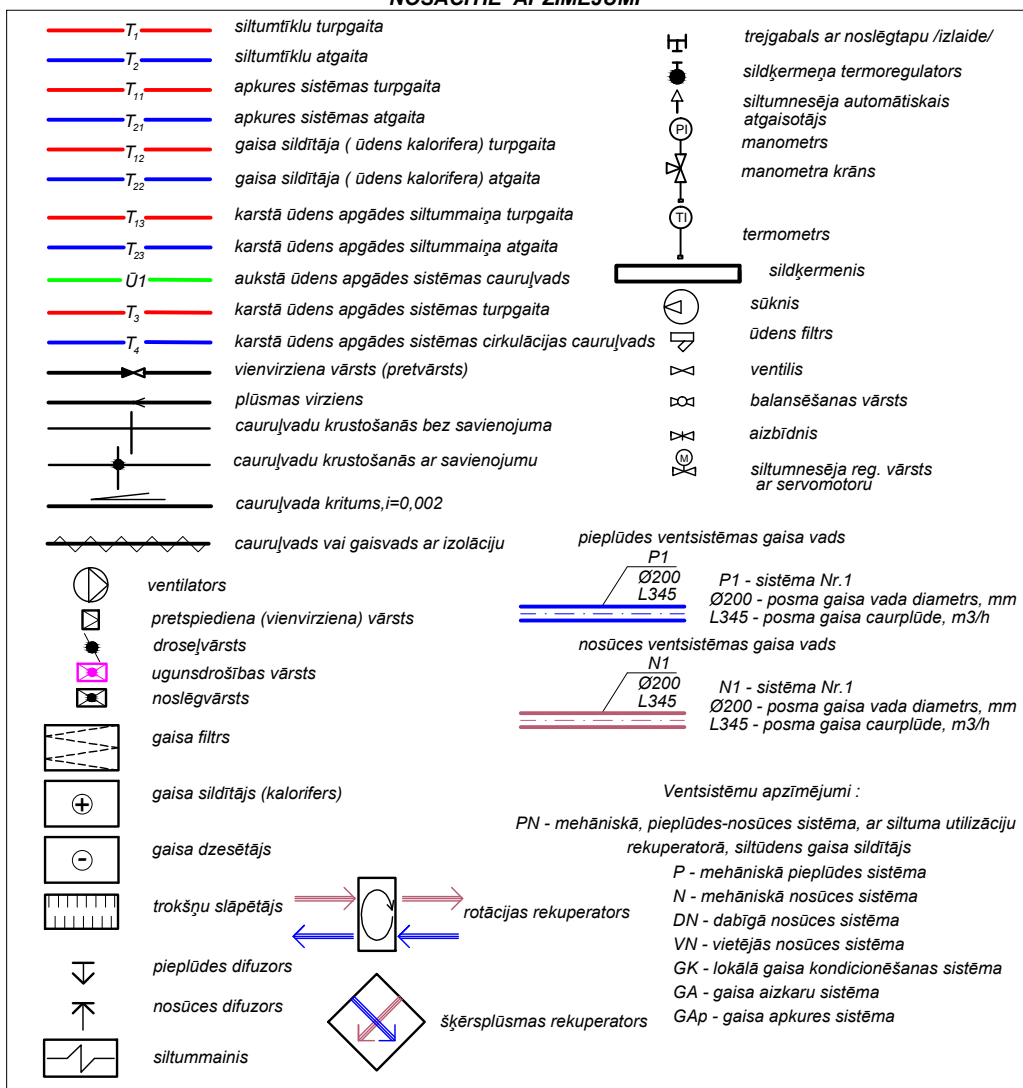 NOSACĪTIE APZĪMĒJUMI
T1 siltumtīklu turpgaita
T2 siltumtīklu atgaita
T11 apkures sistēmas turpgaita
T21 apkures sistēmas atgaita
T12 gaisa sildītāja ( ūdens kalorifera) turpgaita
T22 gaisa sildītāja ( ūdens kalorifera) atgaita
T13 karstā ūdens apgādes siltummaiņa turpgaita
T23 karstā ūdens apgādes siltummaiņa atgaita
Ū1 aukstā ūdens apgādes sistēmas cauruļvads
T3 karstā ūdens apgādes sistēmas turpgaita
T4 karstā ūdens apgādes sistēmas cirkulācijas cauruļvads
vienvirziena vārsts (pretvārsts)
plūsmas virziens
cauruļvadu krustošanās bez savienojuma
cauruļvadu krustošanās ar savienojumu
cauruļvada kritums,i=0,002
cauruļvads vai gaisvads ar izolāciju
ventilators
pretspiediena (vienvirziena) vārsts
droseļvārsts
ugunsdrošības vārsts
noslēgvārsts
gaisa filtrs
+ gaisa sildītājs (kalorifers)
- gaisa dzesētājs
trokšņu slāpētājs
pieplūdes difuzors
nosūces difuzors
siltummainis
rotācijas rekuperators
šķērsplūsmas rekuperators
trejgabals ar noslēgtapu /izlaide/
sildķermeņa termoregulators
siltumnesēja automātiskais
atgaisotājs
PI manometrs
manometra krāns
TI termometrs
sildķermenis
sūknis
ūdens filtrs
ventilis
balansēšanas vārsts
aizbīdnis
M siltumnesēja reg. vārsts
ar servomotoru
pieplūdes ventsistēmas gaisa vads
P1
Ø200
L345
P1 - sistēma Nr.1
Ø200 - posma gaisa vada diametrs, mm
L345 - posma gaisa caurplūde, m3/h
nosūces ventsistēmas gaisa vads
N1
Ø200
L345
N1 - sistēma Nr.1
Ø200 - posma gaisa vada diametrs, mm
L345 - posma gaisa caurplūde, m3/h
Ventsistēmu apzīmējumi :
PN - mehāniskā, pieplūdes-nosūces sistēma, ar siltuma utilizāciju
rekuperatorā, siltūdens gaisa sildītājs
P - mehāniskā pieplūdes sistēma
N - mehāniskā nosūces sistēma
DN - dabīgā nosūces sistēma
VN - vietējās nosūces sistēma
GK - lokālā gaisa kondicionēšanas sistēma
GA - gaisa aizkaru sistēma
GAp - gaisa apkures sistēma